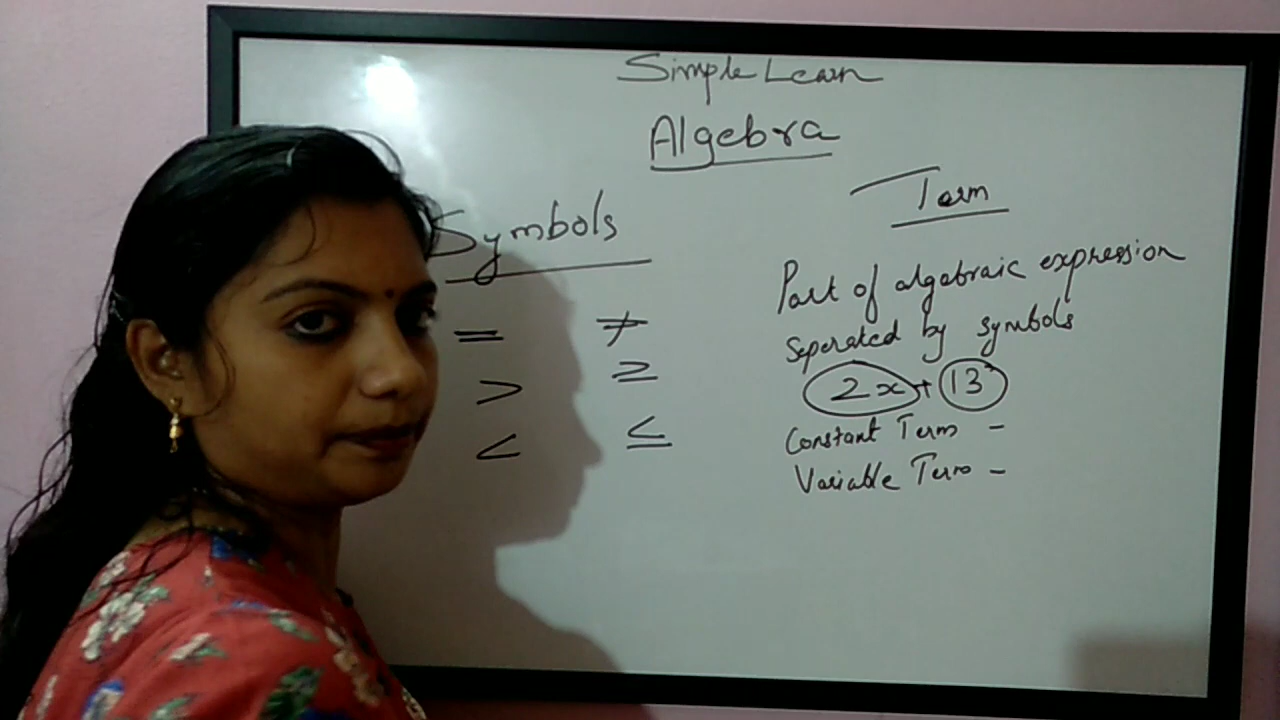 Simple Learn
Algebra
Symbols
= ≠
> ≥
< ≤
Term
Part of algebraic expression
seperated by symbols
2x + 13
Constant Term -
Variable Term -